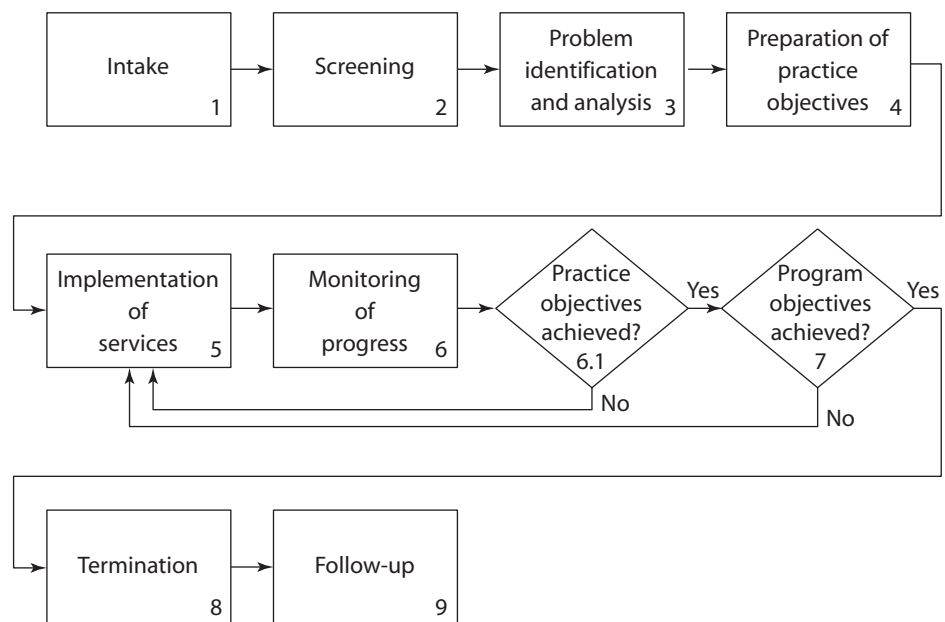 Intake
1
Screening
2
Problem
identification
and analysis
3
Preparation of
practice
objectives
4
Implementation
of
services
5
Monitoring
of
progress
6
Practice
objectives
achieved?
6.1
Yes
No
Program
objectives
achieved?
7
Yes
No
Termination
8
Follow-up
9